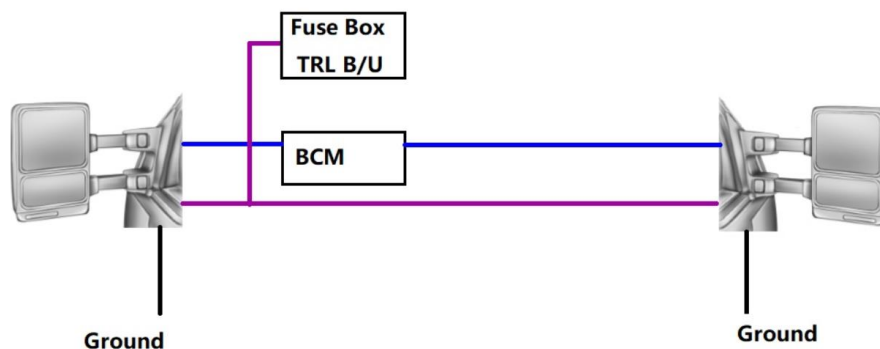 Fuse Box
TRL B/U
BCM
Ground
Ground